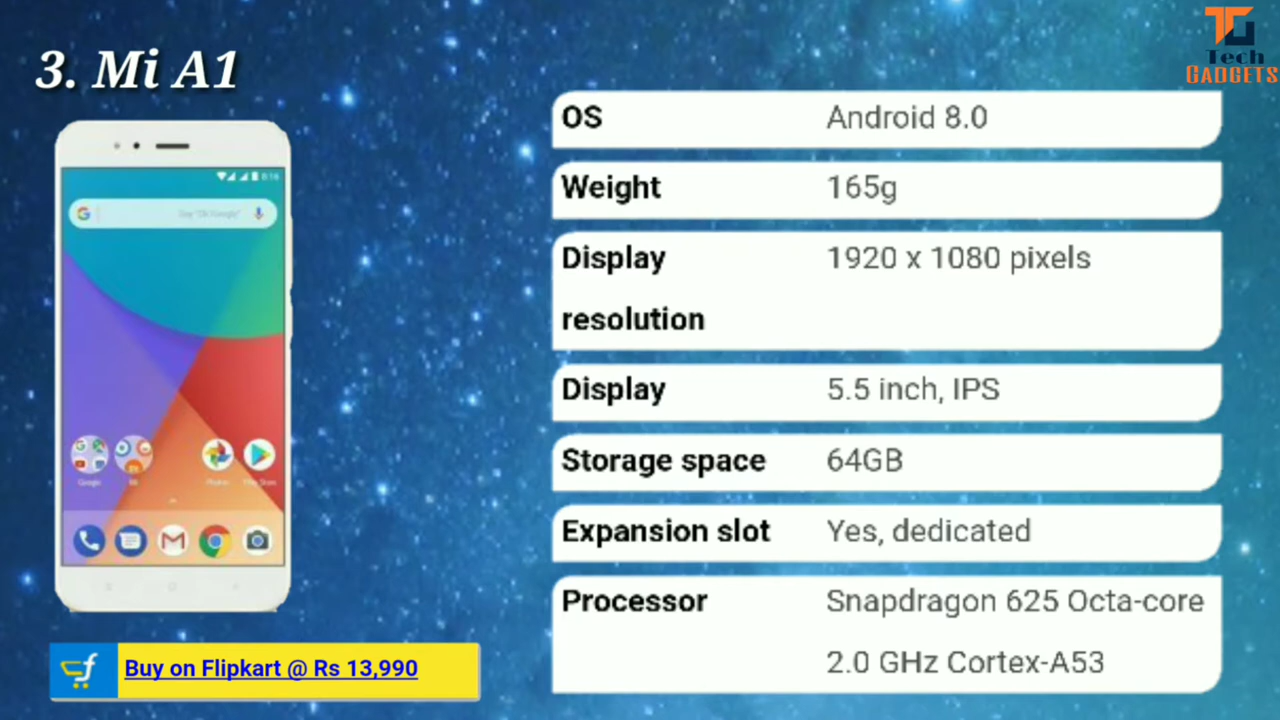 3. Mi A1
Tech
GADGETS
OS Android 8.0
Weight 165g
Display 1920 x 1080 pixels
resolution
Display 5.5 inch, IPS
Storage space 64GB
Expansion slot Yes, dedicated
Processor Snapdragon 625 Octa-core
2.0 GHz Cortex-A53
Google
Buy on Flipkart @ Rs 13,990